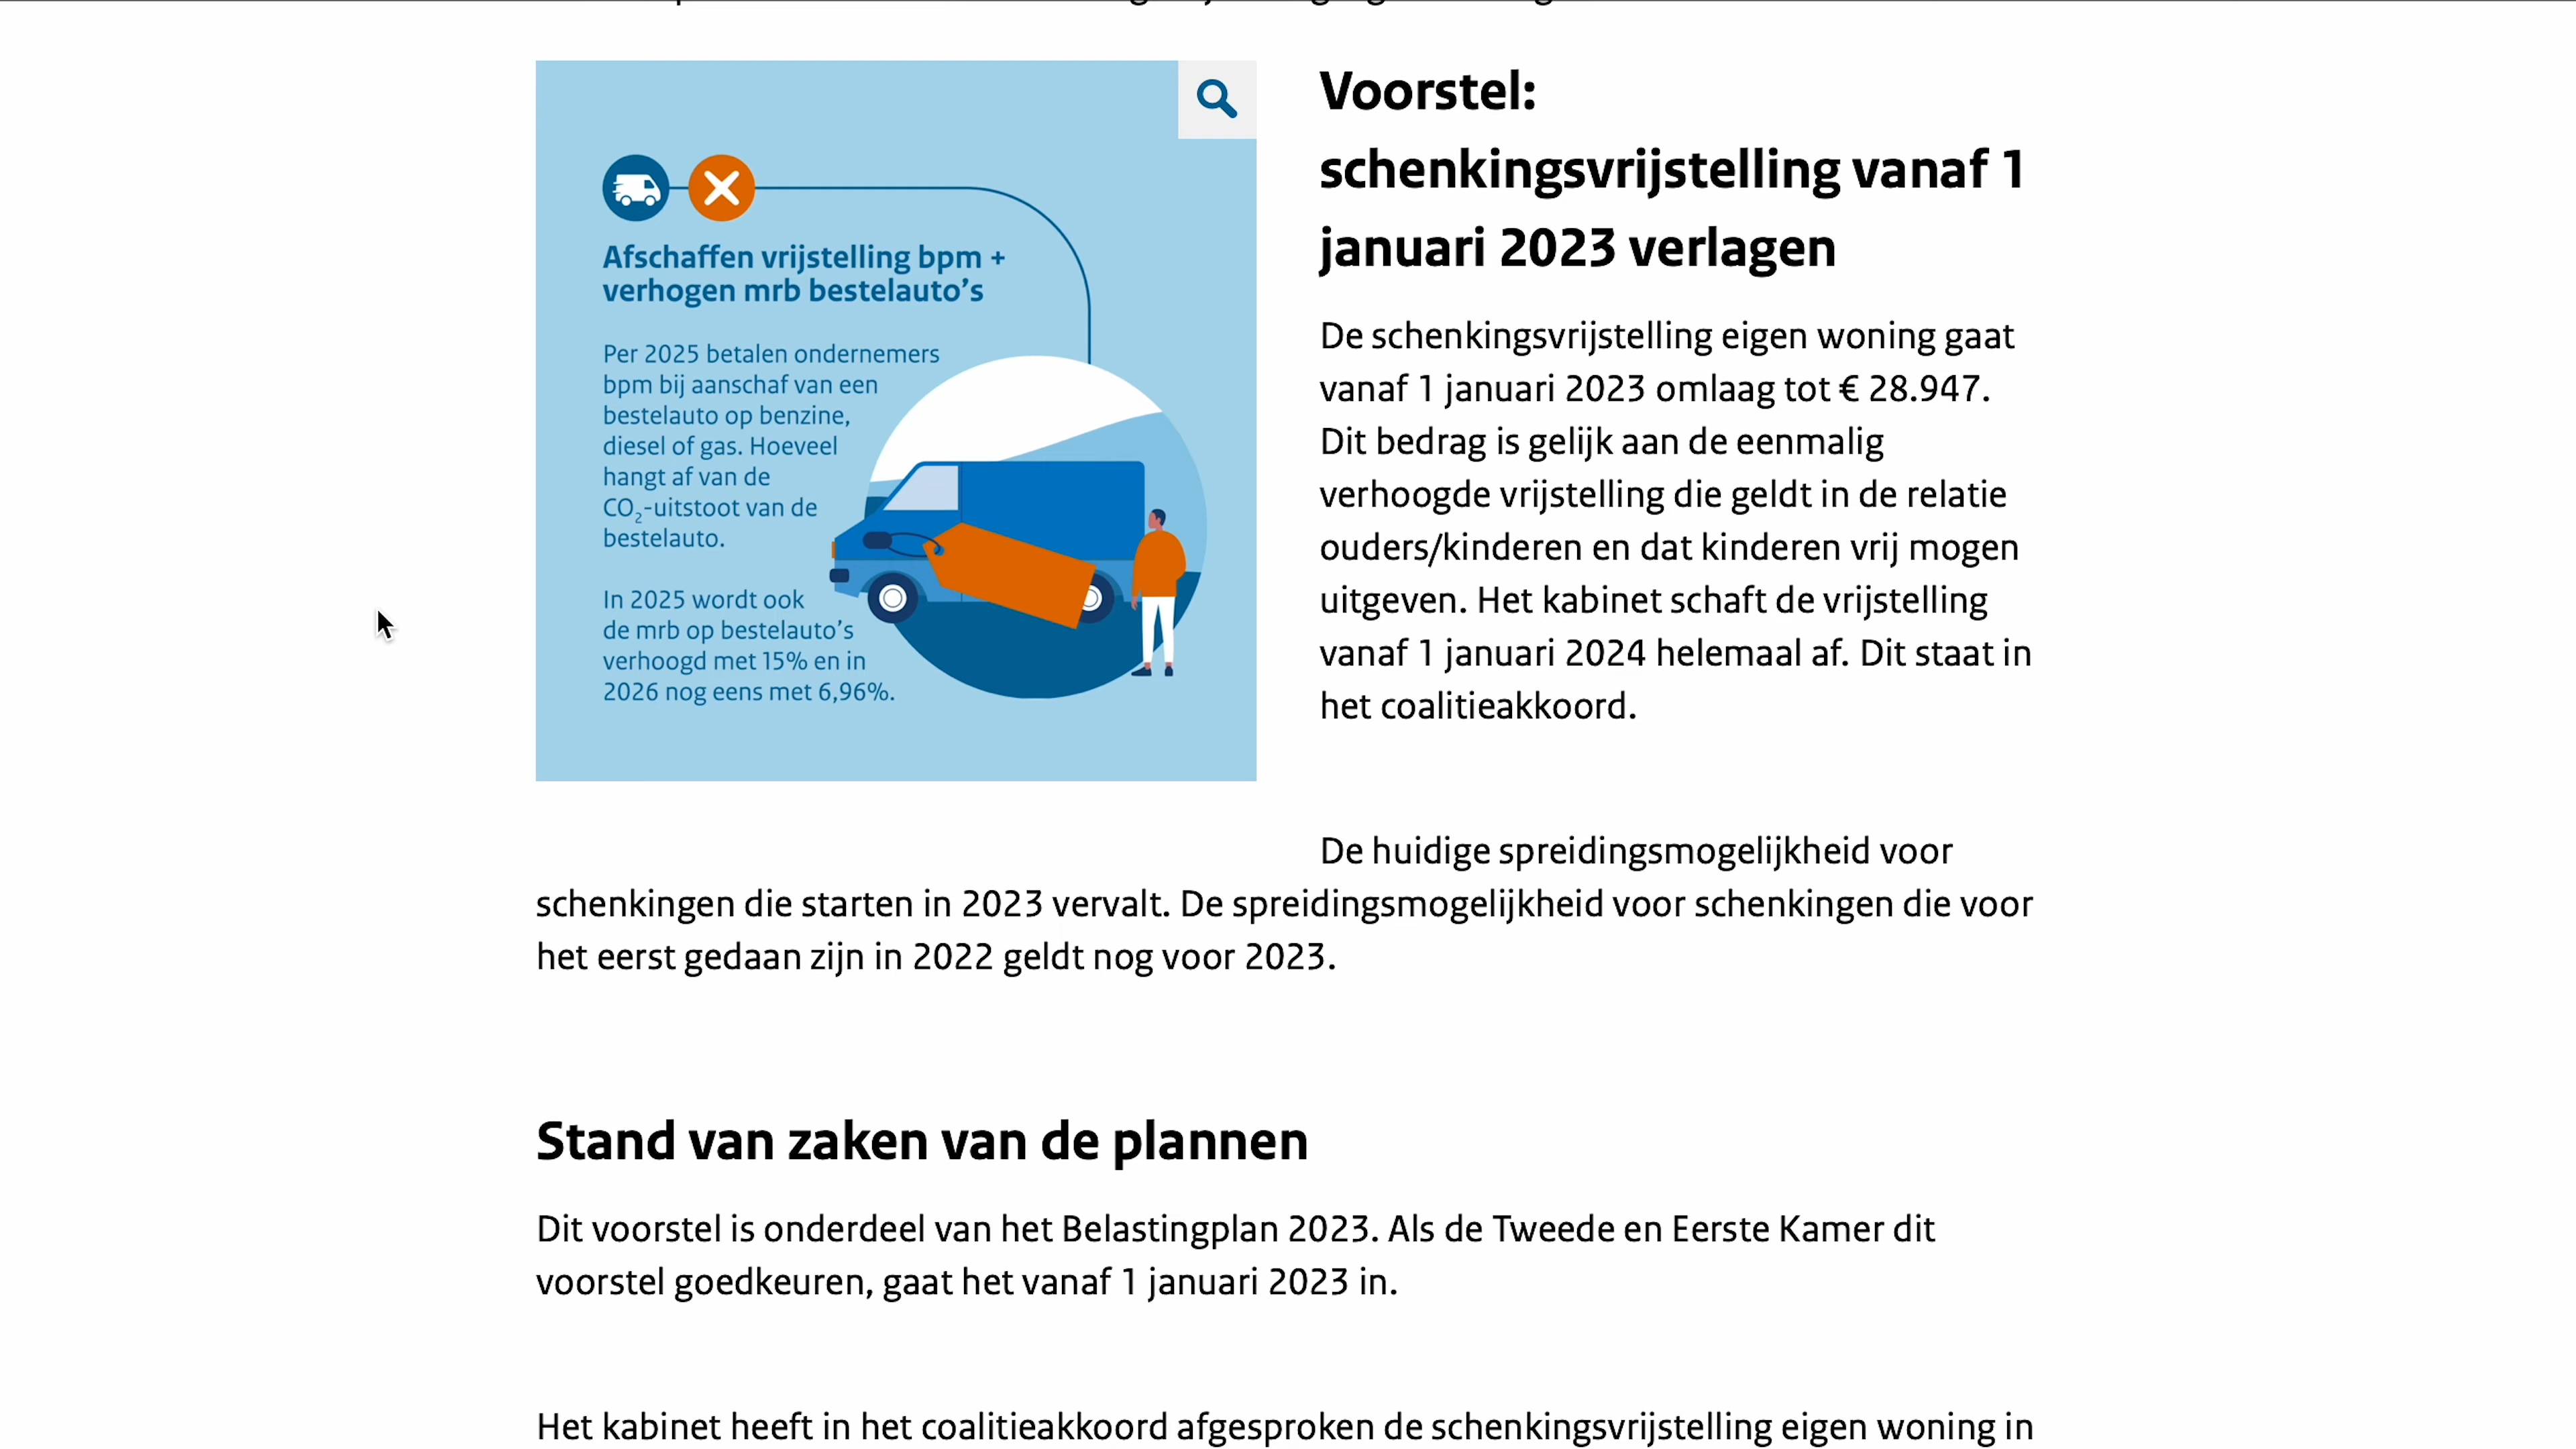 Afschaffen vrijstelling bpm +
verhogen mrb bestelauto's
Per 2025 betalen ondernemers
bpm bij aanschaf van een
bestelauto op benzine,
diesel of gas. Hoeveel
hangt af van de
CO₂-uitstoot van de
bestelauto.
In 2025 wordt ook
de mrb op bestelauto's
verhoogd met 15% en in
2026 nog eens met 6,96%.
Voorstel:
schenkingsvrijstelling vanaf 1
januari 2023 verlagen
De schenkingsvrijstelling eigen woning gaat
vanaf 1 januari 2023 omlaag tot € 28.947.
Dit bedrag is gelijk aan de eenmalig
verhoogde vrijstelling die geldt in de relatie
ouders/kinderen en dat kinderen vrij mogen
uitgeven. Het kabinet schaft de vrijstelling
vanaf 1 januari 2024 helemaal af. Dit staat in
het coalitieakkoord.
De huidige spreidingsmogelijkheid voor
schenkingen die starten in 2023 vervalt. De spreidingsmogelijkheid voor schenkingen die voor
het eerst gedaan zijn in 2022 geldt nog voor 2023.
Stand van zaken van de plannen
Dit voorstel is onderdeel van het Belastingplan 2023. Als de Tweede en Eerste Kamer dit
voorstel goedkeuren, gaat het vanaf 1 januari 2023 in.
Het kabinet heeft in het coalitieakkoord afgesproken de schenkingsvrijstelling eigen woning in